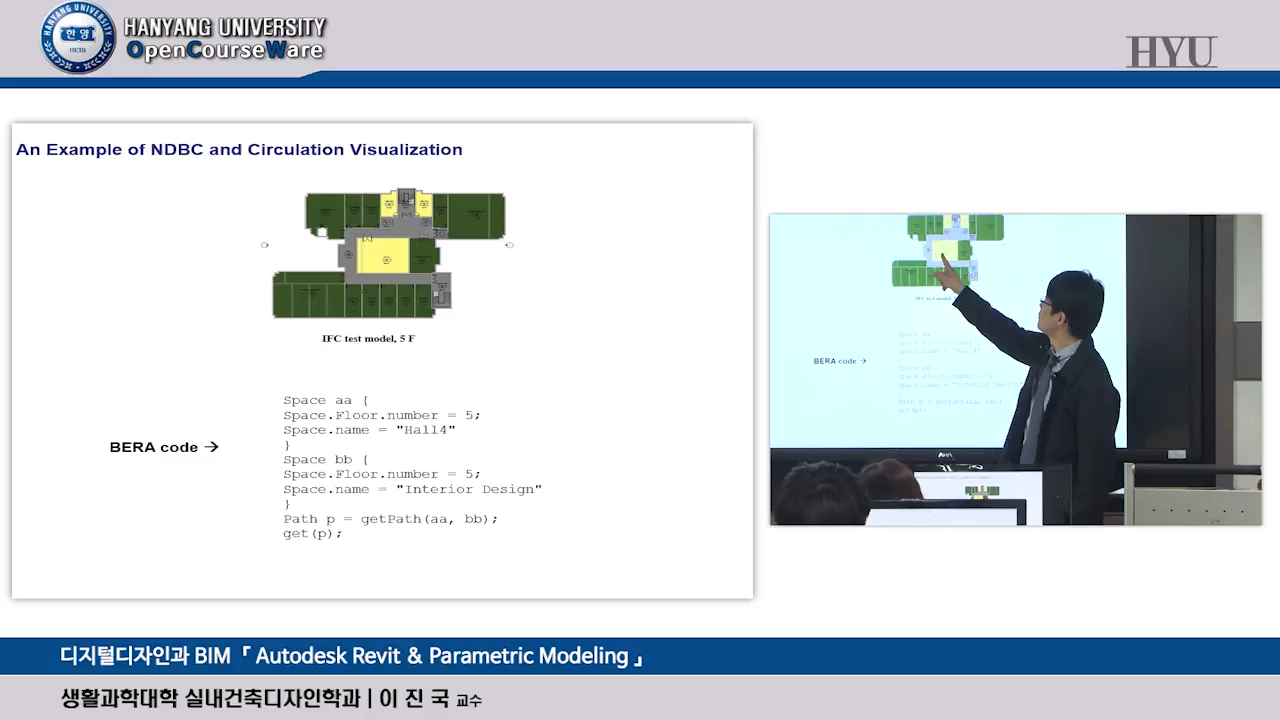 HANYANG UNIVERSITY
OpenCourseWare
한양
1939
HYU
An Example of NDBC and Circulation Visualization
IFC test model, 5 F
BERA code →
Space aa {
Space.Floor.number = 5;
Space.name = "Hall4"
}
Space bb {
Space.Floor.number = 5;
Space.name = "Interior Design"
}
Path p = getPath(aa, bb);
get(p);
BERA code →
디지털디자인과 BIM 「 Autodesk Revit & Parametric Modeling 」
생활과학대학 실내건축디자인학과 | 이 진 국 교수